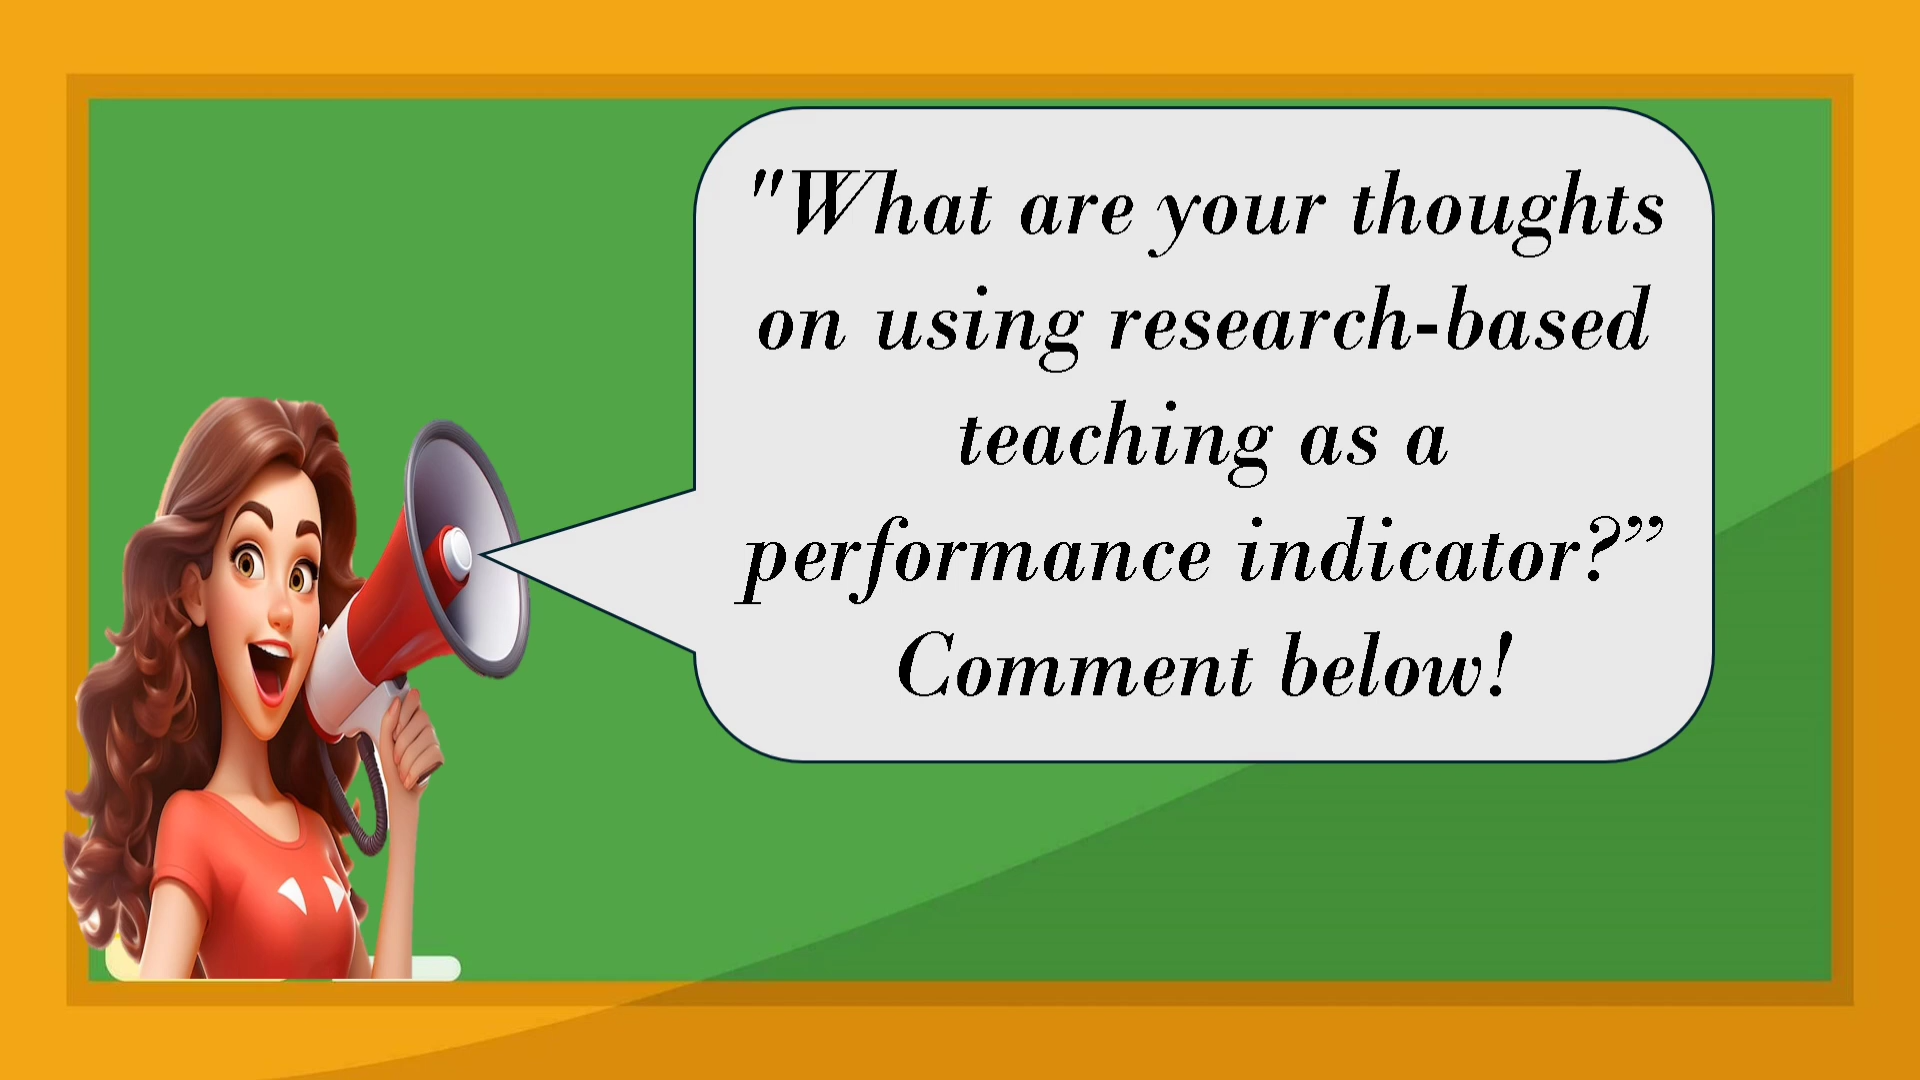 "What are your thoughts
on using research-based
teaching as a
performance indicator?”
Comment below!